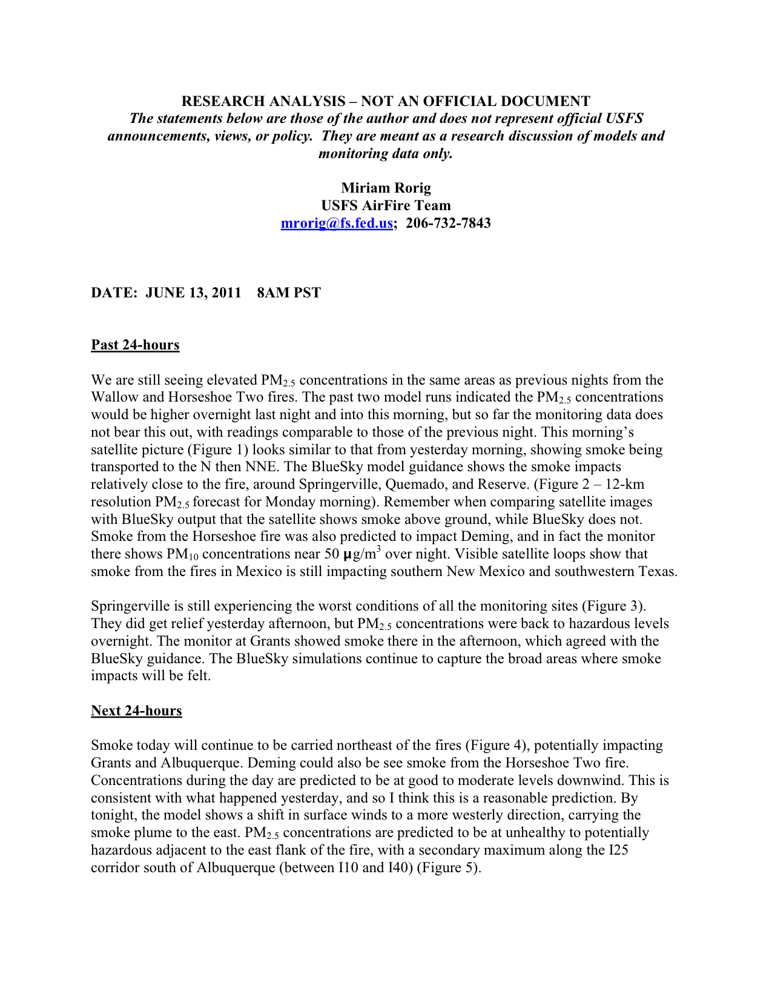 RESEARCH ANALYSIS – NOT AN OFFICIAL DOCUMENT
The statements below are those of the author and does not represent official USFS
announcements, views, or policy.  They are meant as a research discussion of models and
monitoring data only.
Miriam Rorig
USFS AirFire Team
mrorig@fs.fed.us;  206-732-7843
DATE:  JUNE 13, 2011    8AM PST
Past 24-hours
We are still seeing elevated PM2.5 concentrations in the same areas as previous nights from the
Wallow and Horseshoe Two fires. The past two model runs indicated the PM2.5 concentrations
would be higher overnight last night and into this morning, but so far the monitoring data does
not bear this out, with readings comparable to those of the previous night. This morning’s
satellite picture (Figure 1) looks similar to that from yesterday morning, showing smoke being
transported to the N then NNE. The BlueSky model guidance shows the smoke impacts
relatively close to the fire, around Springerville, Quemado, and Reserve. (Figure 2 – 12-km
resolution PM2.5 forecast for Monday morning). Remember when comparing satellite images
with BlueSky output that the satellite shows smoke above ground, while BlueSky does not.
Smoke from the Horseshoe fire was also predicted to impact Deming, and in fact the monitor
there shows PM10 concentrations near 50 µg/m3 over night. Visible satellite loops show that
smoke from the fires in Mexico is still impacting southern New Mexico and southwestern Texas.
Springerville is still experiencing the worst conditions of all the monitoring sites (Figure 3).
They did get relief yesterday afternoon, but PM2.5 concentrations were back to hazardous levels
overnight. The monitor at Grants showed smoke there in the afternoon, which agreed with the
BlueSky guidance. The BlueSky simulations continue to capture the broad areas where smoke
impacts will be felt.
Next 24-hours
Smoke today will continue to be carried northeast of the fires (Figure 4), potentially impacting
Grants and Albuquerque. Deming could also be see smoke from the Horseshoe Two fire.
Concentrations during the day are predicted to be at good to moderate levels downwind. This is
consistent with what happened yesterday, and so I think this is a reasonable prediction. By
tonight, the model shows a shift in surface winds to a more westerly direction, carrying the
smoke plume to the east. PM2.5 concentrations are predicted to be at unhealthy to potentially
hazardous adjacent to the east flank of the fire, with a secondary maximum along the I25
corridor south of Albuquerque (between I10 and I40) (Figure 5).